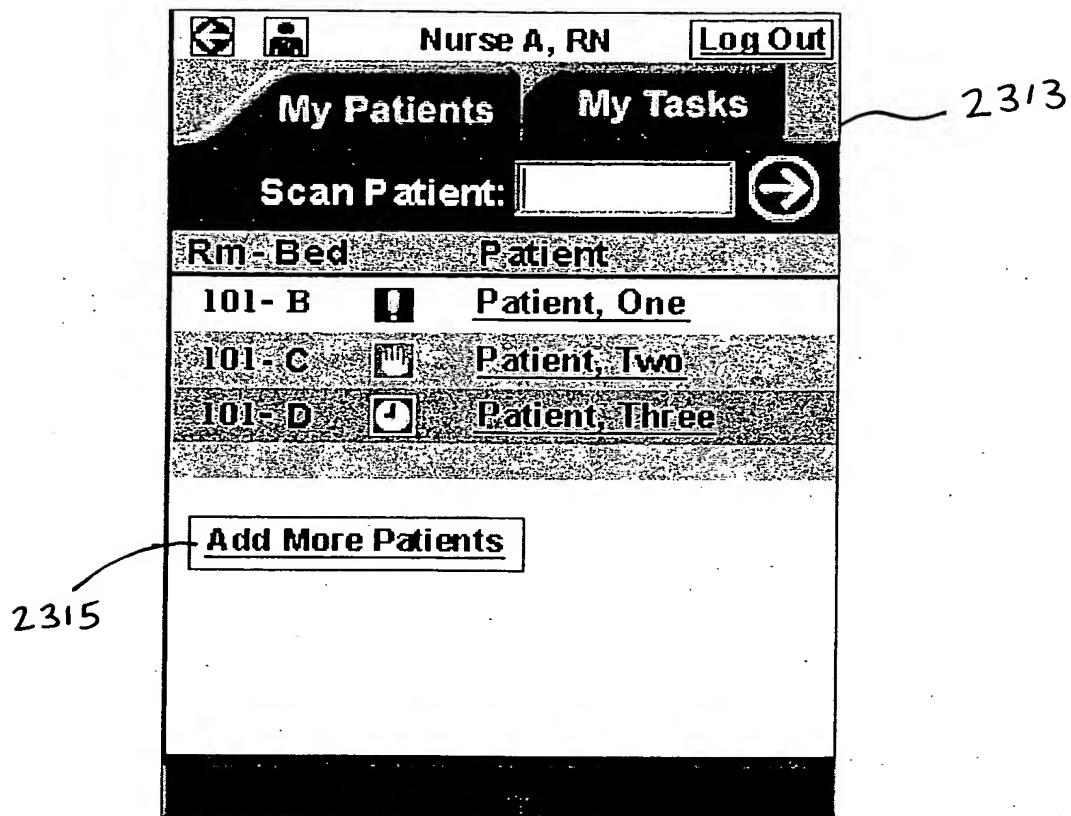 Nurse A, RN Log Out
My Patients My Tasks
2313
Scan Patient:
Rm-Bed Patient
101-B Patient, One
101-C Patient, Two
101-D Patient, Three
Add More Patients
2315